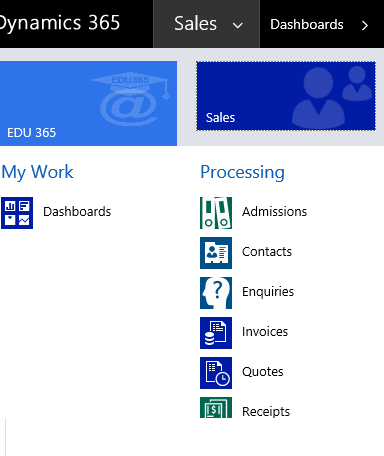 Dynamics 365 Sales Dashboards
EDU365
EDU 365
Sales
My Work
Dashboards
Processing
Admissions
Contacts
Enquiries
Invoices
Quotes
Receipts